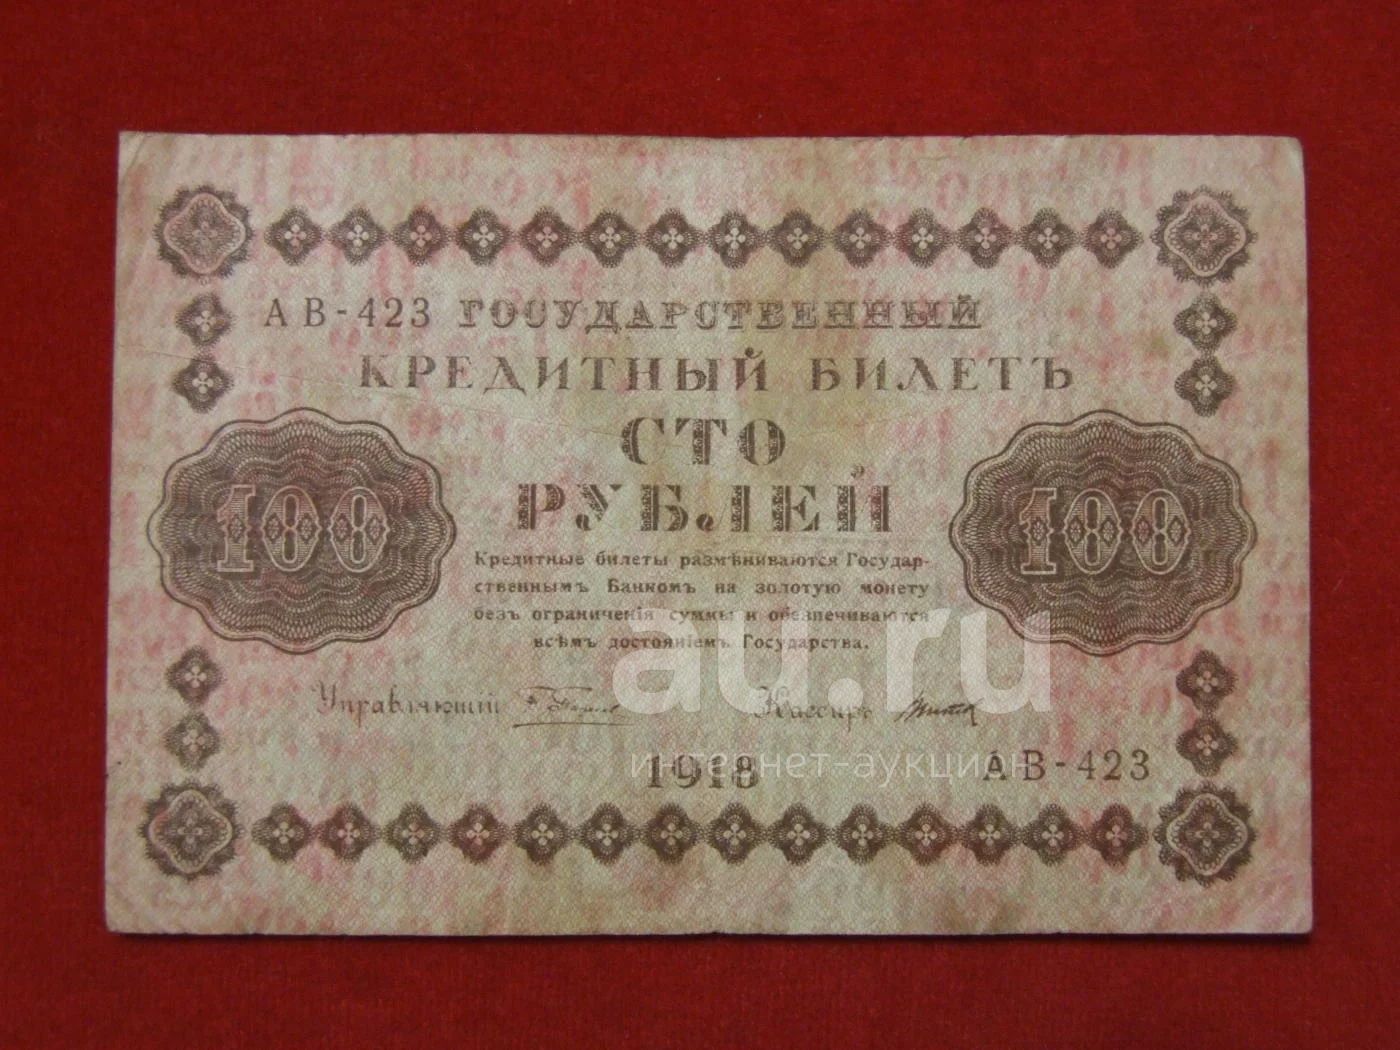 АВ-423 ГОСУДАРСТВЕННЫЙ
КРЕДИТНЫЙ БИЛЕТЪ
СТО
РУБЛЕЙ
100 100
Кредитные билеты размѣниваются Государ-
ственнымъ Банкомъ на золотую монету
безъ ограниченія суммы и обезпечиваются
всѣмъ достояніемъ Государства.
au.ru
Управляющій Кассиръ
интернет-аукцион
1918 АВ-423